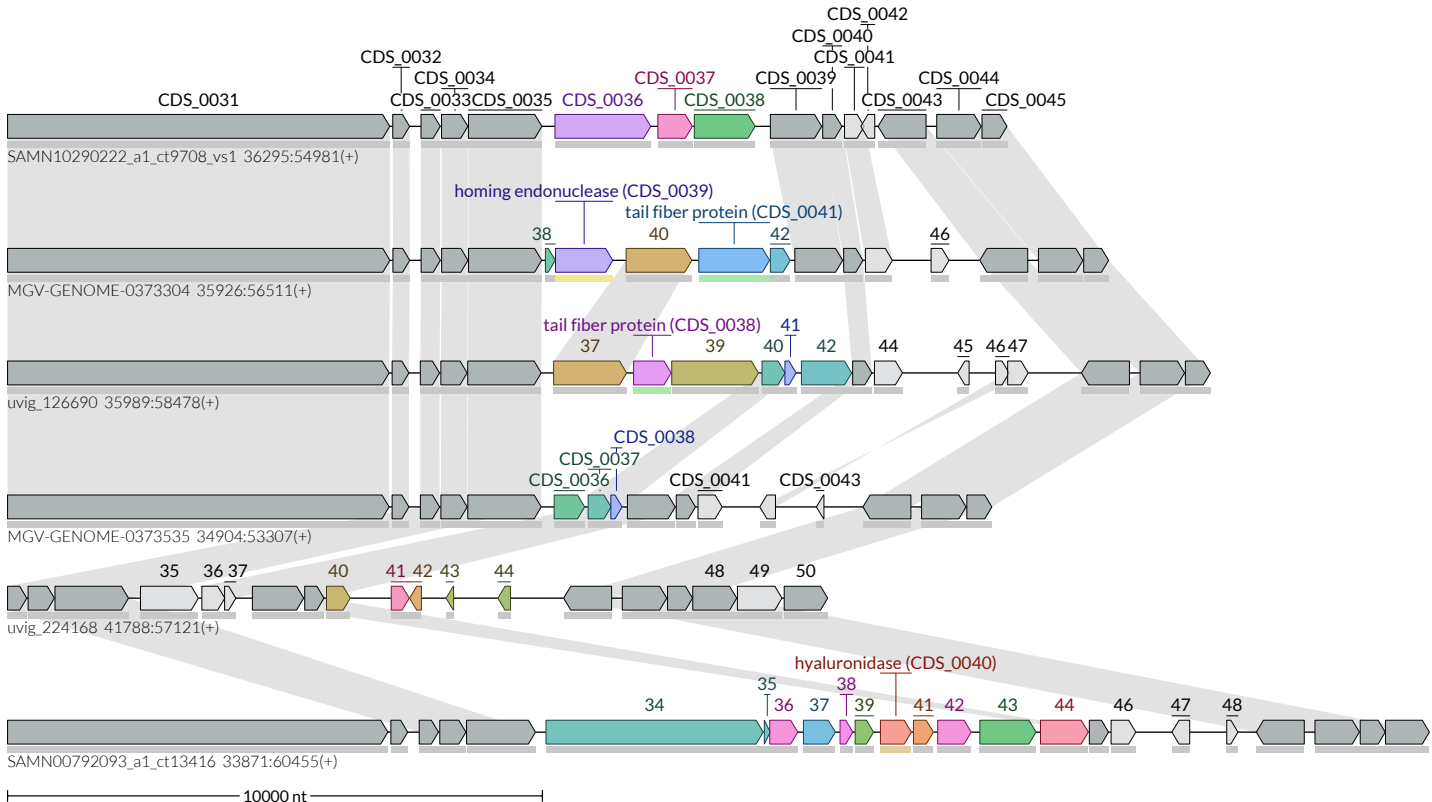 CDS_0042
CDS_0040
CDS_0032 CDS_0041
CDS_0034 CDS_0037 CDS_0039 CDS_0044
CDS_0031 CDS_0033 CDS_0035 CDS_0036 CDS_0038 CDS_0043 CDS_0045
SAMN10290222_a1_ct9708_vs1 36295:54981(+)
homing endonuclease (CDS_0039)
tail fiber protein (CDS_0041)
38 40 42 46
MGV-GENOME-0373304 35926:56511(+)
tail fiber protein (CDS_0038) 41
37 39 40 42 44 45 46 47
uvig_126690 35989:58478(+)
CDS_0038
CDS_0037
CDS_0036 CDS_0041 CDS_0043
MGV-GENOME-0373535 34904:53307(+)
35 36 37 40 41 42 43 44 48 49 50
uvig_224168 41788:57121(+)
hyaluronidase (CDS_0040)
35 38
34 36 37 39 41 42 43 44 46 47 48
SAMN00792093_a1_ct13416 33871:60455(+)
10000 nt